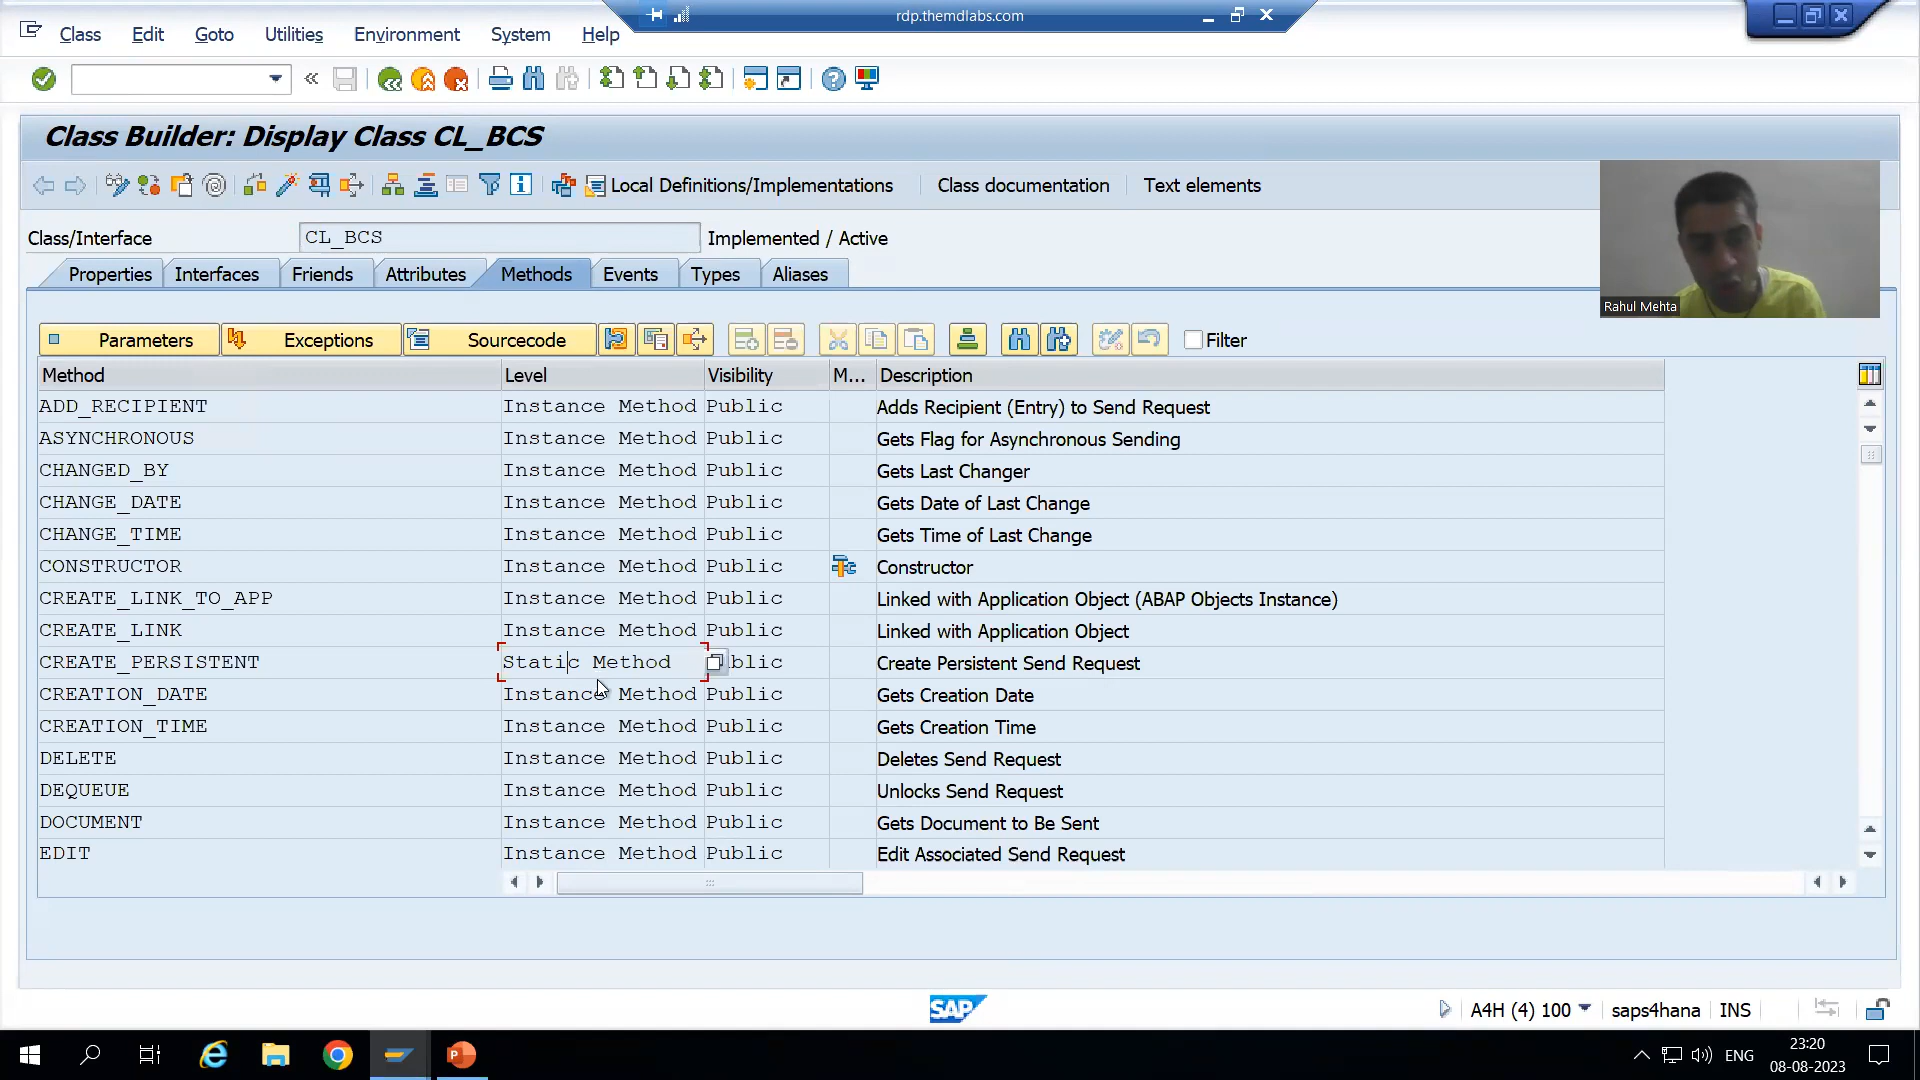 rdp.themdlabs.com
Class Edit Goto Utilities Environment System Help
Class Builder: Display Class CL_BCS
Local Definitions/Implementations Class documentation Text elements
Class/Interface CL_BCS Implemented / Active
Properties Interfaces Friends Attributes Methods Events Types Aliases
Rahul Mehta
Parameters Exceptions Sourcecode Filter
Method Level Visibility M... Description
ADD_RECIPIENT Instance Method Public Adds Recipient (Entry) to Send Request
ASYNCHRONOUS Instance Method Public Gets Flag for Asynchronous Sending
CHANGED_BY Instance Method Public Gets Last Changer
CHANGE_DATE Instance Method Public Gets Date of Last Change
CHANGE_TIME Instance Method Public Gets Time of Last Change
CONSTRUCTOR Instance Method Public Constructor
CREATE_LINK_TO_APP Instance Method Public Linked with Application Object (ABAP Objects Instance)
CREATE_LINK Instance Method Public Linked with Application Object
CREATE_PERSISTENT Static Method blic Create Persistent Send Request
CREATION_DATE Instance Method Public Gets Creation Date
CREATION_TIME Instance Method Public Gets Creation Time
DELETE Instance Method Public Deletes Send Request
DEQUEUE Instance Method Public Unlocks Send Request
DOCUMENT Instance Method Public Gets Document to Be Sent
EDIT Instance Method Public Edit Associated Send Request
SAP A4H (4) 100 saps4hana INS
ENG 23:20
08-08-2023